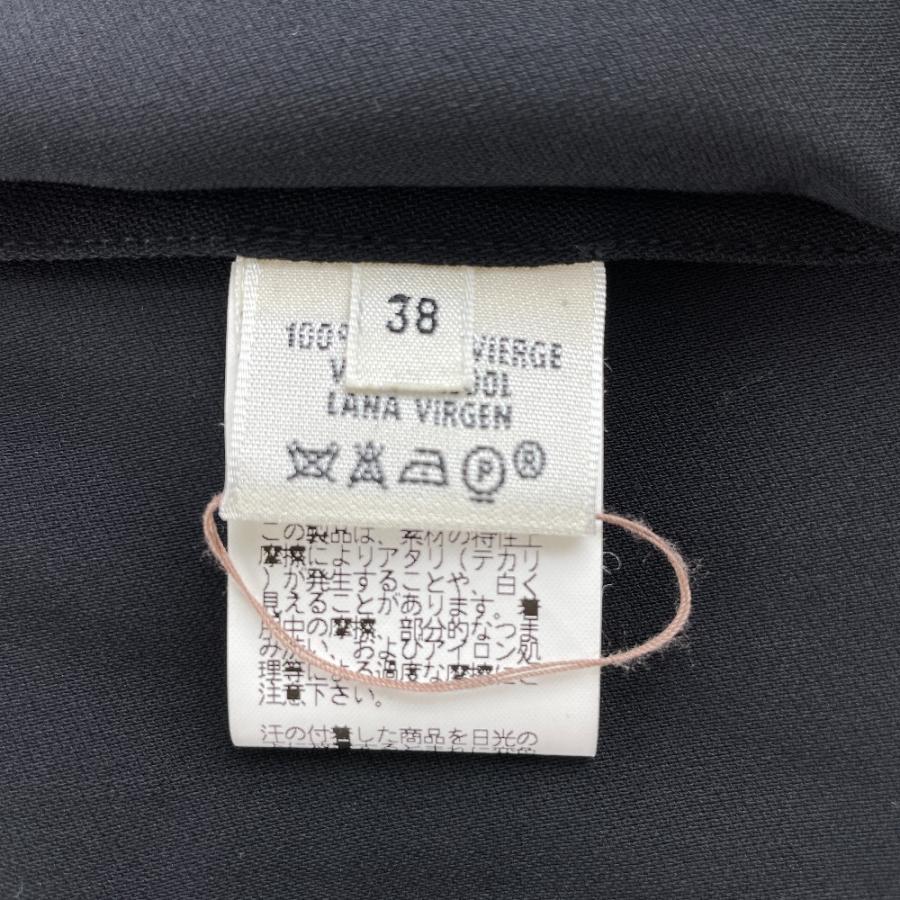 38
100% VIERGE
LANA VIRGEN
P
®
この製品は、素材の特性上
摩擦によりアタリ(テカリ
)が発生することや、白く
見えることがあります。着
用中の摩擦、部分的なつま
み洗い、およびアイロン処
理等による過度な摩擦にご
注意下さい。
汗の付着した商品を日光の